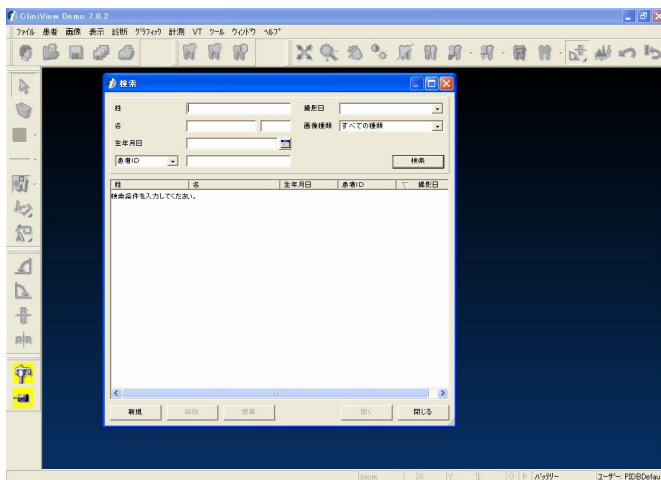 CliniView Demo 7.0.2
ファイル 患者 画像 表示 診断 グラフィック 計測 VT ツール ウィンドウ ヘルプ
検索
姓
撮影日
名
画像種類 すべての種類
生年月日
患者ID
検索
姓 名 生年月日 患者ID 撮影日
検索条件を入力してください。
新規 削除 情報 開く 閉じる
zoom X: Y: I: O P バッテリー ユーザー: PIDBDefau